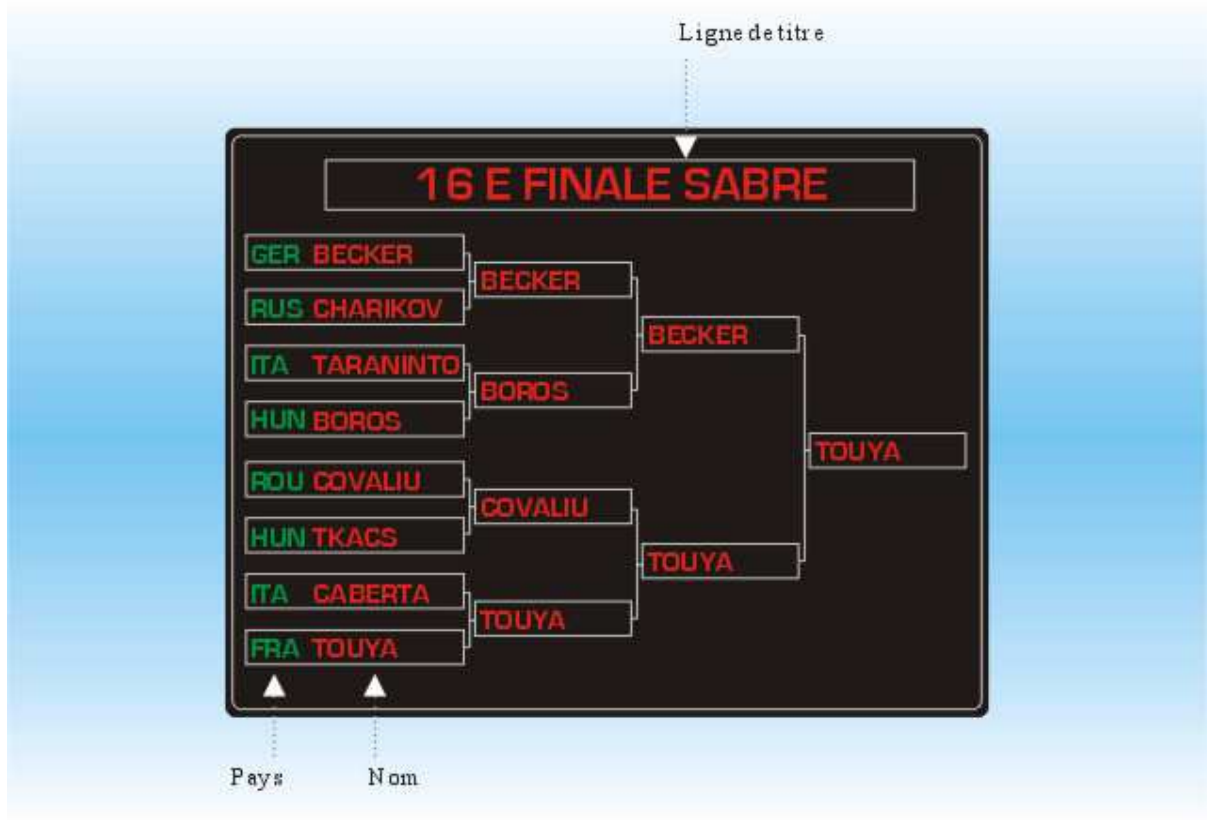 Ligne de titre
16 E FINALE SABRE
GER BECKER
RUS CHARIKOV
ITA TARANINTO
HUN BOROS
ROU COVALIU
HUN TKACS
ITA CABERTA
FRA TOUYA
BECKER
BOROS
COVALIU
TOUYA
BECKER
TOUYA
TOUYA
Pays
Nom